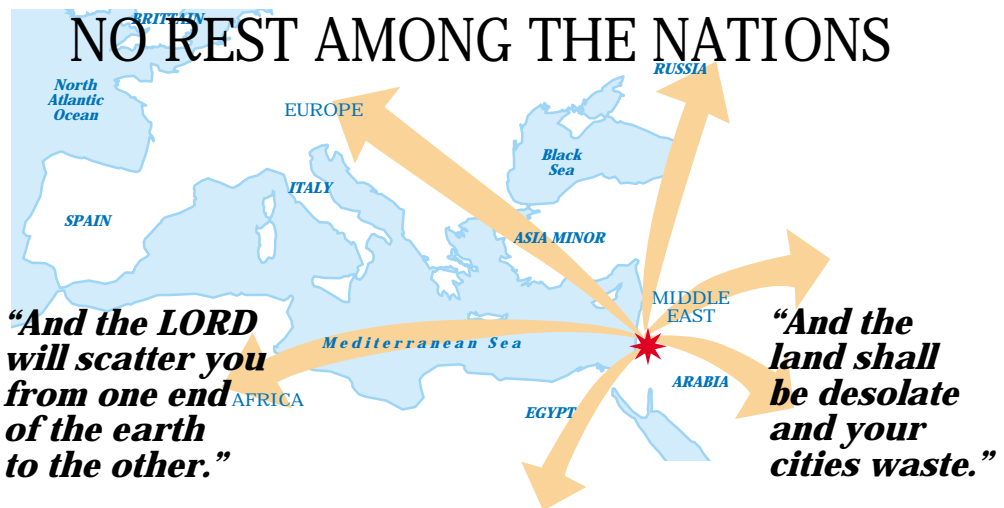 NO REST AMONG THE NATIONS
BRITTAIN
RUSSIA
North
Atlantic
Ocean
EUROPE
Black
Sea
ITALY
SPAIN
ASIA MINOR
MIDDLE
EAST
“And the LORD
will scatter you
from one end
of the earth
to the other.”
Mediterranean Sea
AFRICA
ARABIA
EGYPT
“And the
land shall
be desolate
and your
cities waste.”